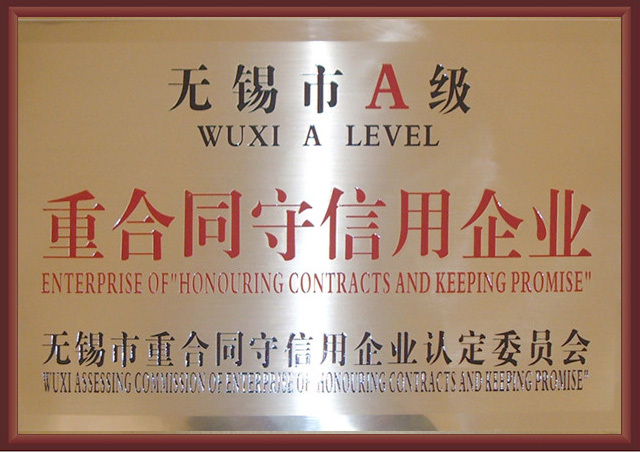 无锡市A级
WUXI A LEVEL
重合同守信用企业
ENTERPRISE OF"HONOURING CONTRACTS AND KEEPING PROMISE"
无锡市重合同守信用企业认定委员会
WUXI ASSESSING COMMISSION OF ENTERPRISE OF"HONOURING CONTRACTS AND KEEPING PROMISE"